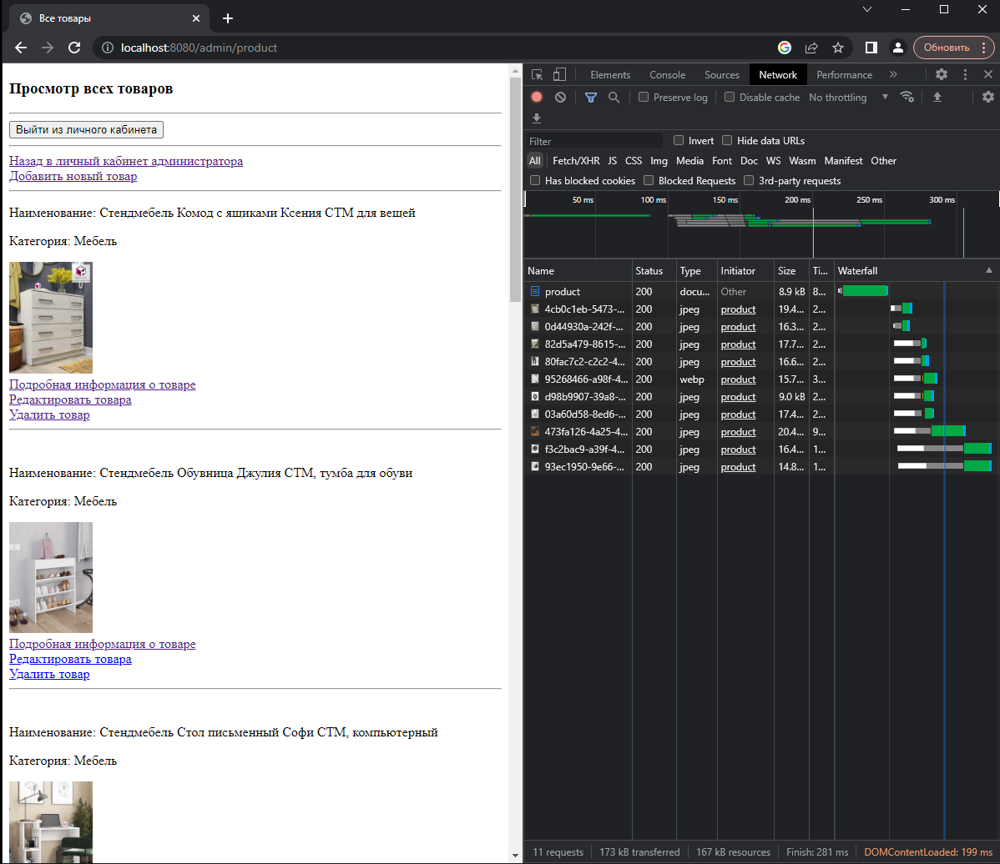 Все товары
localhost:8080/admin/product
Обновить
Просмотр всех товаров
Выйти из личного кабинета
Назад в личный кабинет администратора
Добавить новый товар
Наименование: Стендмебель Комод с ящиками Ксения СТМ для вещей
Категория: Мебель
Подробная информация о товаре
Редактировать товара
Удалить товар
Наименование: Стендмебель Обувница Джулия СТМ, тумба для обуви
Категория: Мебель
Подробная информация о товаре
Редактировать товара
Удалить товар
Наименование: Стендмебель Стол письменный Софи СТМ, компьютерный
Категория: Мебель
Elements Console Sources Network Performance »
Preserve log Disable cache No throttling
Filter Invert Hide data URLs
All Fetch/XHR JS CSS Img Media Font Doc WS Wasm Manifest Other
Has blocked cookies Blocked Requests 3rd-party requests
50 ms 100 ms 150 ms 200 ms 250 ms 300 ms
Name Status Type Initiator Size Ti... Waterfall
product 200 docu... Other 8.9 kB 8...
4cb0c1eb-5473-... 200 jpeg product 19.4... 2...
0d44930a-242f-... 200 jpeg product 16.3... 2...
82d5a479-8615-... 200 jpeg product 17.7... 2...
80fac7c2-c2c2-4... 200 jpeg product 16.6... 2...
95268466-a98f-4... 200 webp product 15.7... 3...
d98b9907-39a8-... 200 jpeg product 9.0 kB 2...
03a60d58-8ed6-... 200 jpeg product 17.4... 2...
473fa126-4a25-4... 200 jpeg product 20.4... 9...
f3c2bac9-a39f-4... 200 jpeg product 16.4... 1...
93ec1950-9e66-... 200 jpeg product 14.8... 1...
11 requests 173 kB transferred 167 kB resources Finish: 281 ms DOMContentLoaded: 199 ms